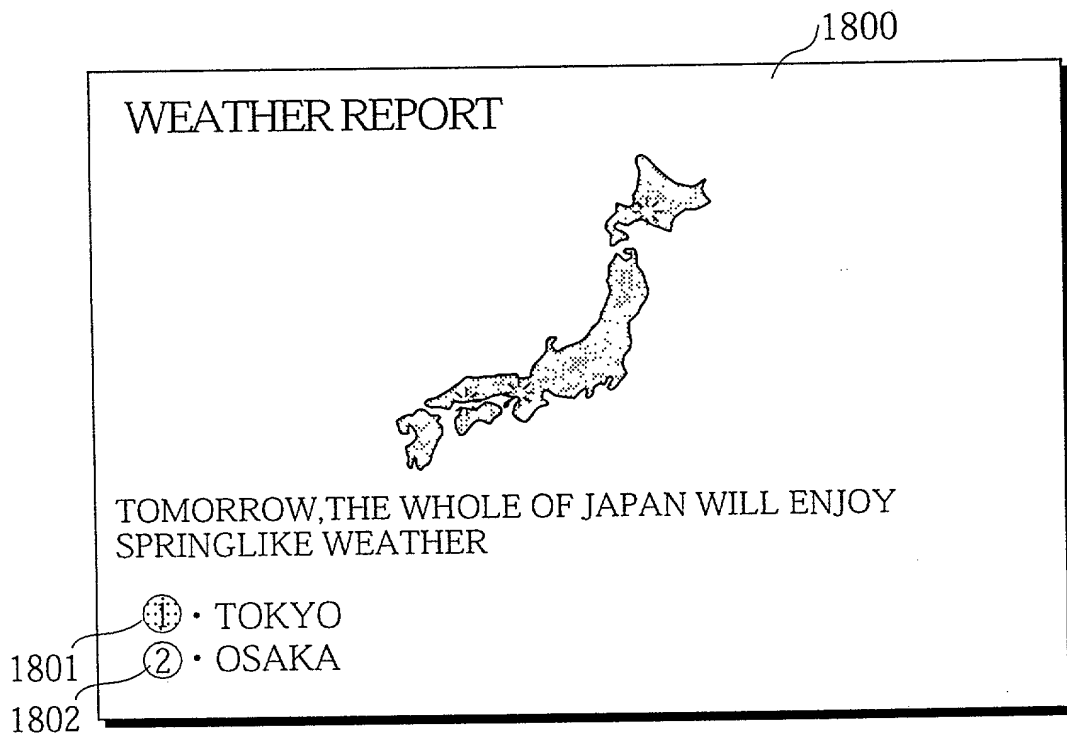 1800
WEATHER REPORT
TOMORROW,THE WHOLE OF JAPAN WILL ENJOY
SPRINGLIKE WEATHER
1 · TOKYO
2 · OSAKA
1801
1802